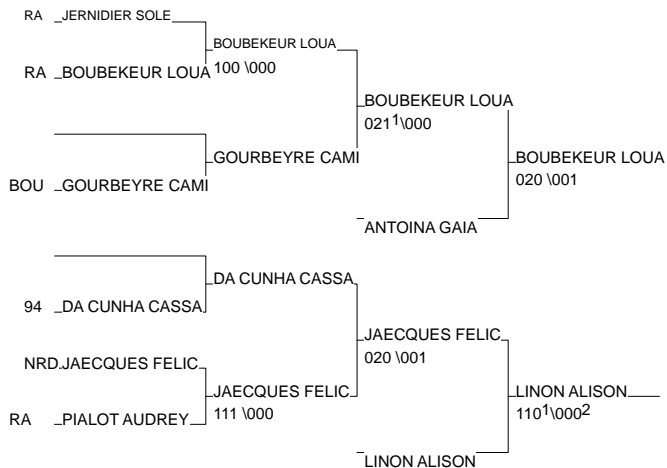 RA JERNIDIER SOLE
BOUBEKEUR LOUA
RA BOUBEKEUR LOUA
100 \000
BOUBEKEUR LOUA
021¹\000
GOURBEYRE CAMI
BOUBEKEUR LOUA
020 \001
BOU GOURBEYRE CAMI
ANTOINA GAIA
DA CUNHA CASSA
94 DA CUNHA CASSA
JAECQUES FELIC
020 \001
NRD JAECQUES FELIC
JAECQUES FELIC
111 \000
LINON ALISON
110¹\000²
RA PIALOT AUDREY
LINON ALISON